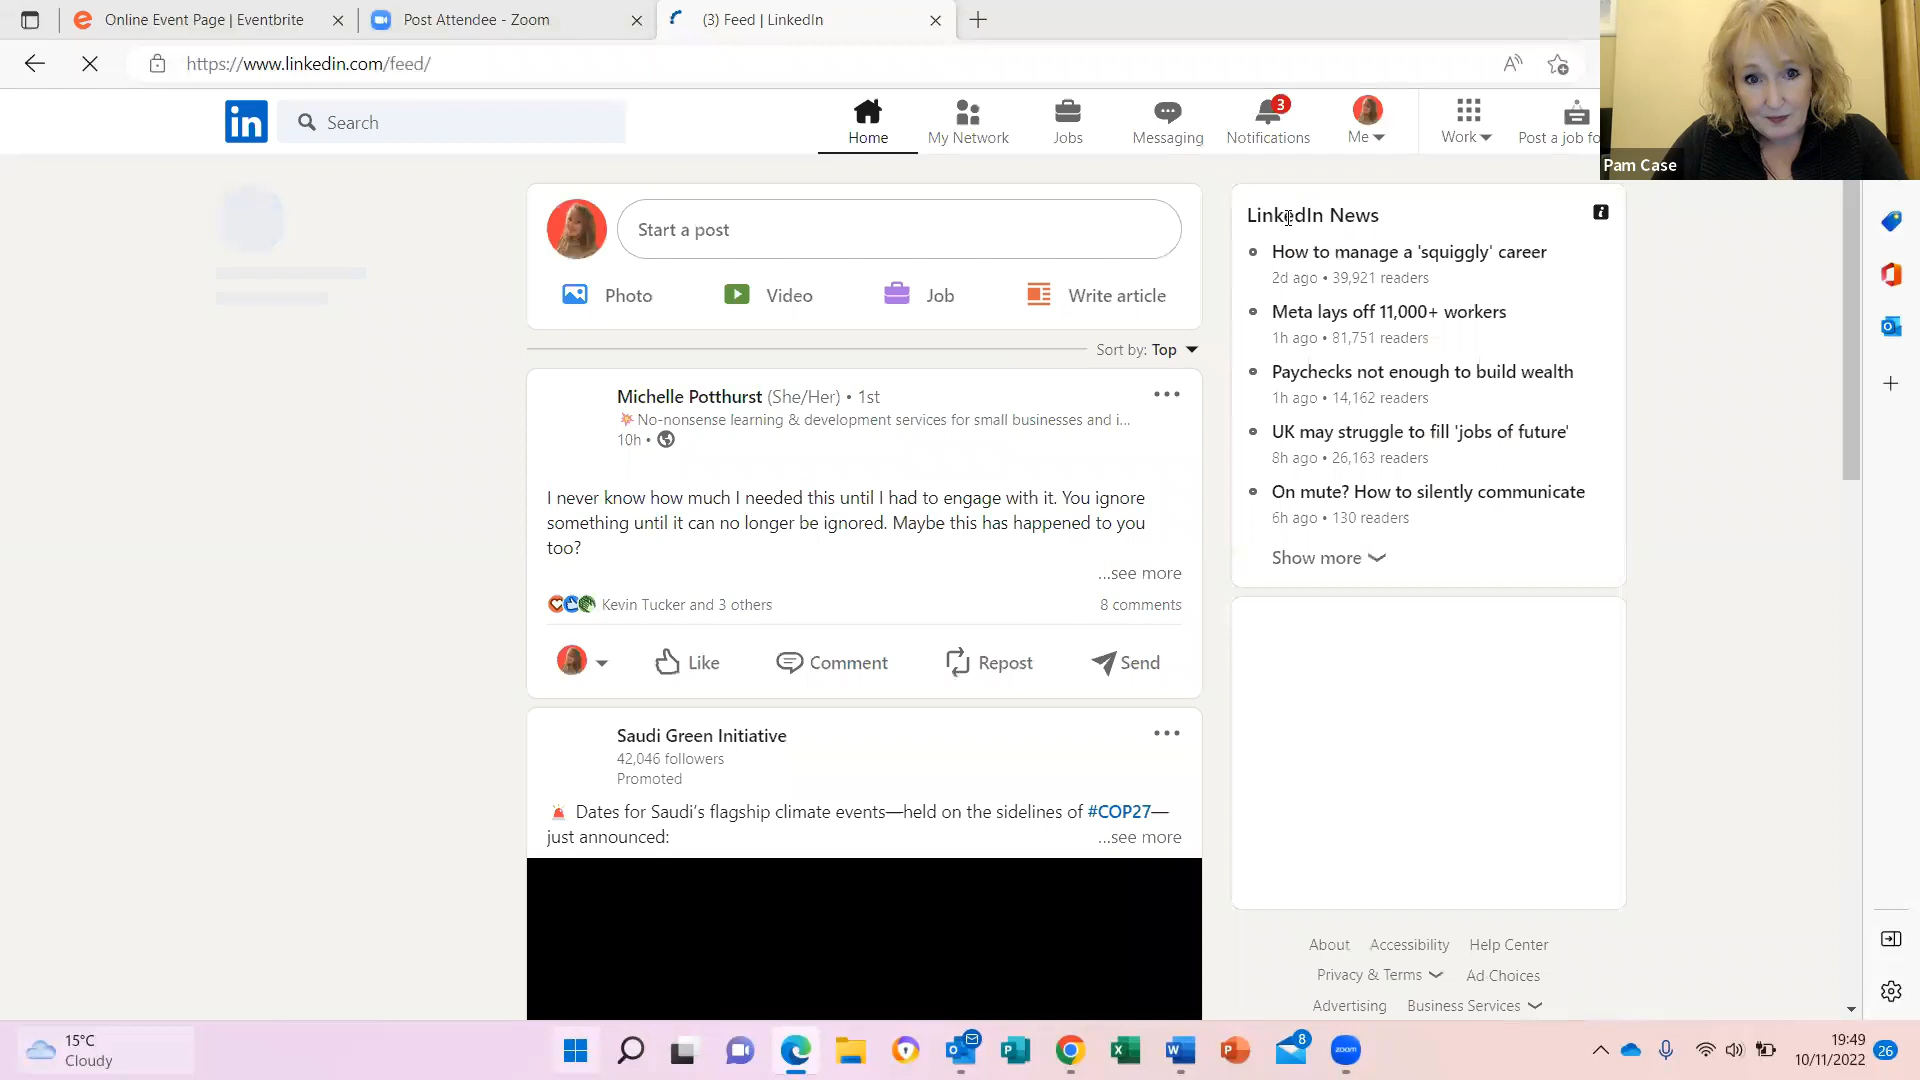 Online Event Page | Eventbrite
Post Attendee - Zoom
(3) Feed | LinkedIn
https://www.linkedin.com/feed/
in
Search
Home
My Network
Jobs
Messaging
3
Notifications
Me
Work
Post a job fo
Pam Case
Start a post
Photo
Video
Job
Write article
Sort by: Top
Michelle Potthurst (She/Her) • 1st
No-nonsense learning & development services for small businesses and i...
10h •
I never know how much I needed this until I had to engage with it. You ignore
something until it can no longer be ignored. Maybe this has happened to you
too?
...see more
Kevin Tucker and 3 others
8 comments
Like
Comment
Repost
Send
Saudi Green Initiative
42,046 followers
Promoted
Dates for Saudi's flagship climate events—held on the sidelines of #COP27—
just announced:
...see more
LinkedIn News
How to manage a 'squiggly' career
2d ago • 39,921 readers
Meta lays off 11,000+ workers
1h ago • 81,751 readers
Paychecks not enough to build wealth
1h ago • 14,162 readers
UK may struggle to fill 'jobs of future'
8h ago • 26,163 readers
On mute? How to silently communicate
6h ago • 130 readers
Show more
About Accessibility Help Center
Privacy & Terms Ad Choices
Advertising Business Services
15°C
Cloudy
8
zoom
19:49
10/11/2022
26